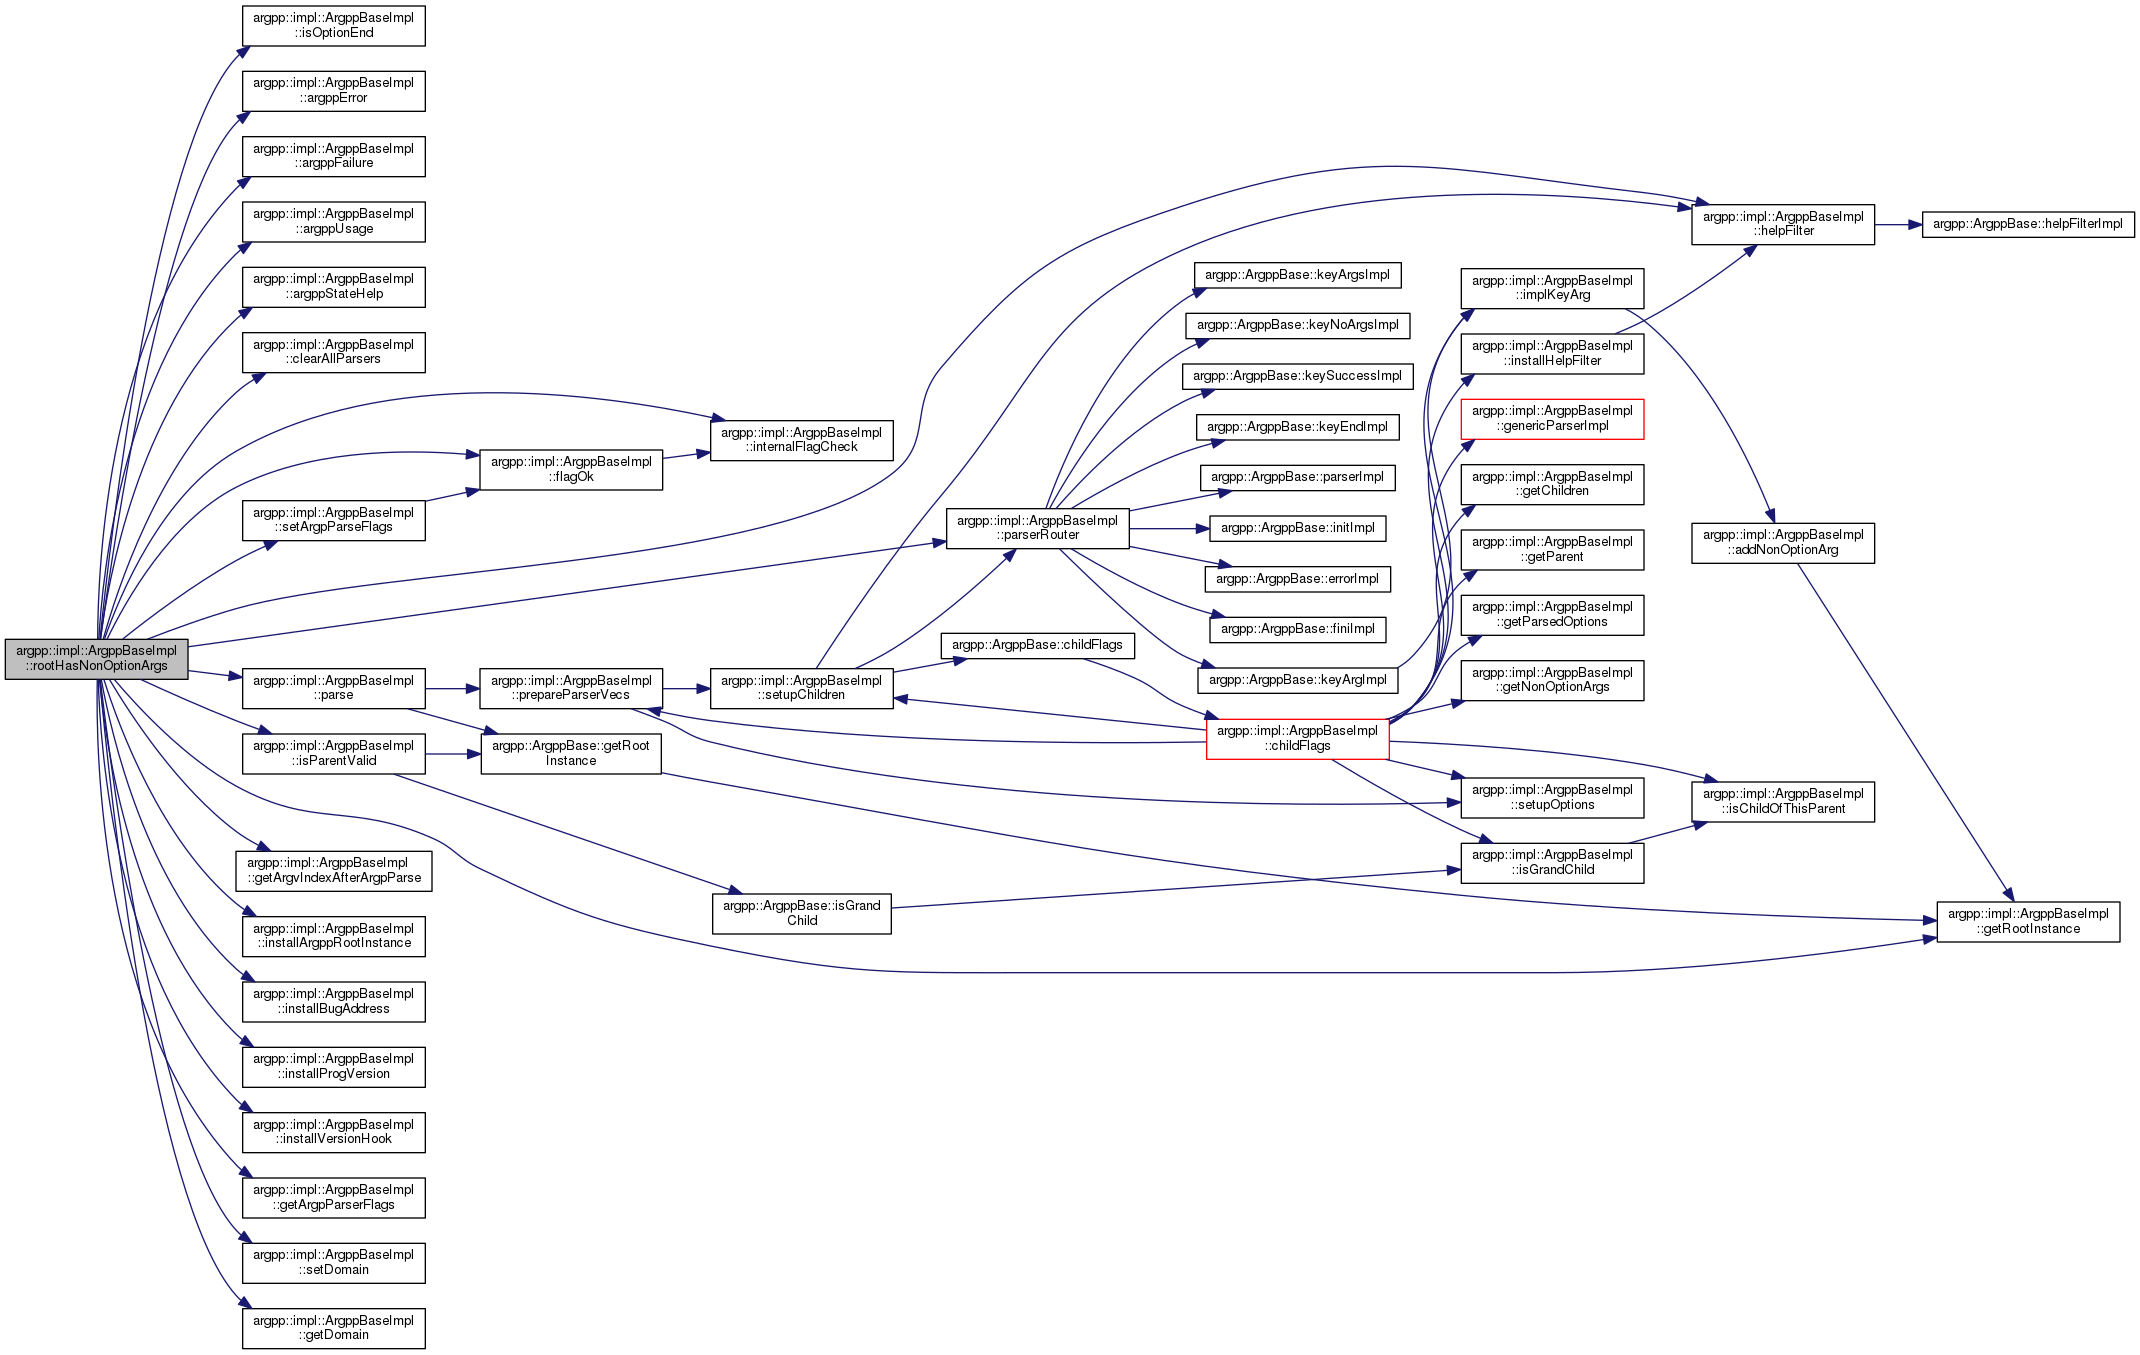 argpp::impl::ArgppBaseImpl
::rootHasNonOptionArgs
argpp::impl::ArgppBaseImpl
::isOptionEnd
argpp::impl::ArgppBaseImpl
::argppError
argpp::impl::ArgppBaseImpl
::argppFailure
argpp::impl::ArgppBaseImpl
::argppUsage
argpp::impl::ArgppBaseImpl
::argppStateHelp
argpp::impl::ArgppBaseImpl
::clearAllParsers
argpp::impl::ArgppBaseImpl
::setArgpParseFlags
argpp::impl::ArgppBaseImpl
::parse
argpp::impl::ArgppBaseImpl
::isParentValid
argpp::impl::ArgppBaseImpl
::getArgvIndexAfterArgpParse
argpp::impl::ArgppBaseImpl
::installArgppRootInstance
argpp::impl::ArgppBaseImpl
::installBugAddress
argpp::impl::ArgppBaseImpl
::installProgVersion
argpp::impl::ArgppBaseImpl
::installVersionHook
argpp::impl::ArgppBaseImpl
::getArgpParserFlags
argpp::impl::ArgppBaseImpl
::setDomain
argpp::impl::ArgppBaseImpl
::getDomain
argpp::impl::ArgppBaseImpl
::flagOk
argpp::impl::ArgppBaseImpl
::prepareParserVecs
argpp::ArgppBase::getRoot
Instance
argpp::impl::ArgppBaseImpl
::internalFlagCheck
argpp::impl::ArgppBaseImpl
::setupChildren
argpp::ArgppBase::isGrand
Child
argpp::impl::ArgppBaseImpl
::parserRouter
argpp::ArgppBase::childFlags
argpp::ArgppBase::keyArgsImpl
argpp::ArgppBase::keyNoArgsImpl
argpp::ArgppBase::keySuccessImpl
argpp::ArgppBase::keyEndImpl
argpp::ArgppBase::parserImpl
argpp::ArgppBase::initImpl
argpp::ArgppBase::errorImpl
argpp::ArgppBase::finiImpl
argpp::ArgppBase::keyArgImpl
argpp::impl::ArgppBaseImpl
::childFlags
argpp::impl::ArgppBaseImpl
::implKeyArg
argpp::impl::ArgppBaseImpl
::installHelpFilter
argpp::impl::ArgppBaseImpl
::genericParserImpl
argpp::impl::ArgppBaseImpl
::getChildren
argpp::impl::ArgppBaseImpl
::getParent
argpp::impl::ArgppBaseImpl
::getParsedOptions
argpp::impl::ArgppBaseImpl
::getNonOptionArgs
argpp::impl::ArgppBaseImpl
::setupOptions
argpp::impl::ArgppBaseImpl
::isGrandChild
argpp::impl::ArgppBaseImpl
::helpFilter
argpp::impl::ArgppBaseImpl
::addNonOptionArg
argpp::impl::ArgppBaseImpl
::isChildOfThisParent
argpp::ArgppBase::helpFilterImpl
argpp::impl::ArgppBaseImpl
::getRootInstance